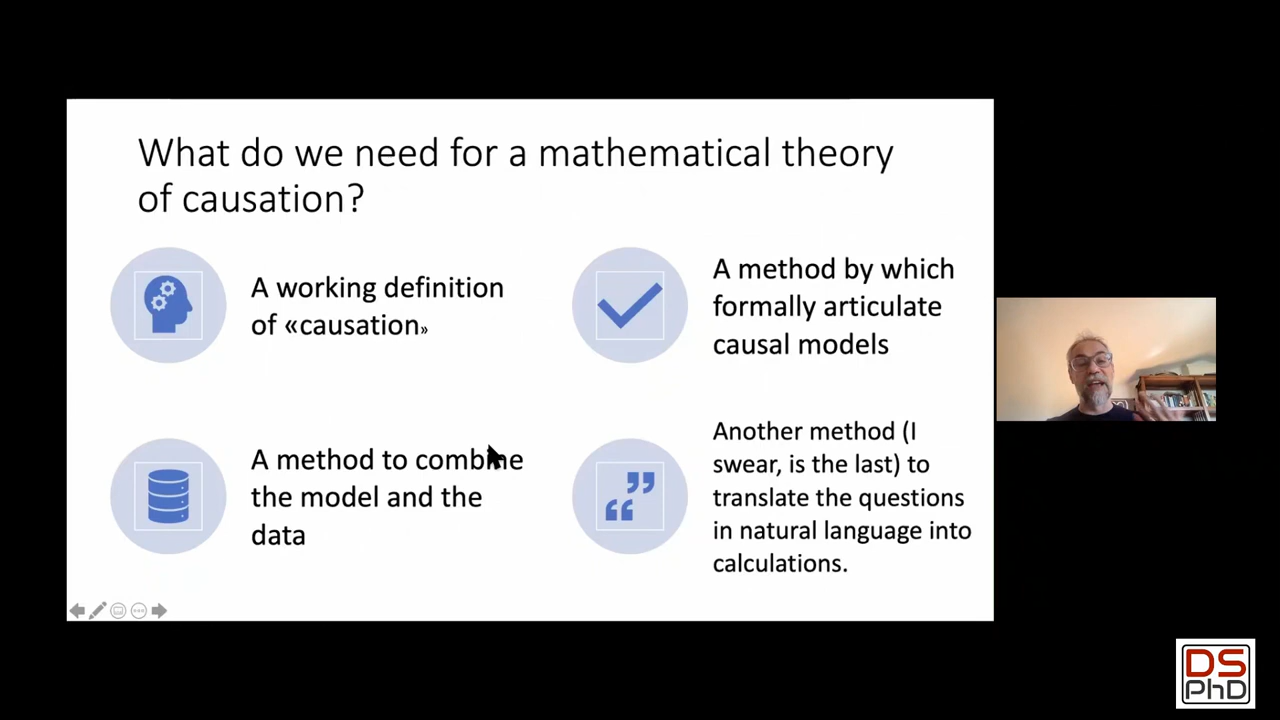 What do we need for a mathematical theory
of causation?
A working definition
of «causation»
A method by which
formally articulate
causal models
A method to combine
the model and the
data
Another method (I
swear, is the last) to
translate the questions
in natural language into
calculations.
DS
PhD